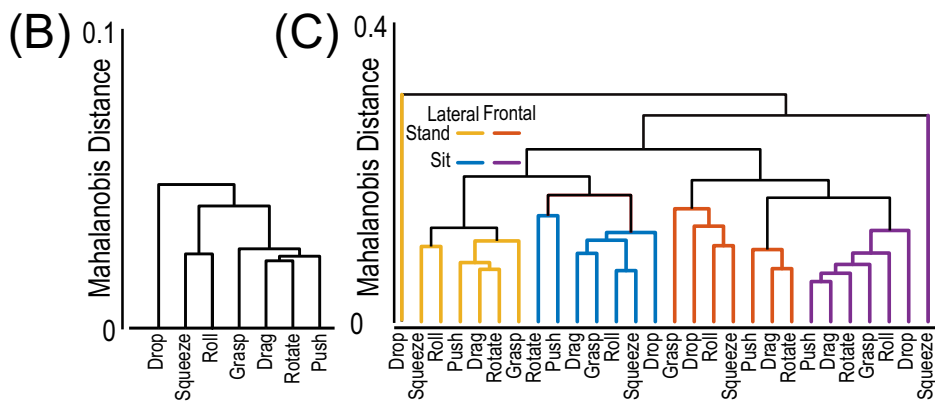 (B)
0.1
Mahalanobis Distance
0
Drop
Squeeze
Roll
Grasp
Drag
Rotate
Push
(C)
0.4
Mahalanobis Distance
0
Lateral Frontal
Stand
Sit
Drop
Squeeze
Roll
Push
Drag
Rotate
Grasp
Rotate
Push
Drag
Grasp
Roll
Squeeze
Drop
Grasp
Drop
Roll
Squeeze
Push
Drag
Rotate
Push
Drag
Rotate
Grasp
Roll
Drop
Squeeze